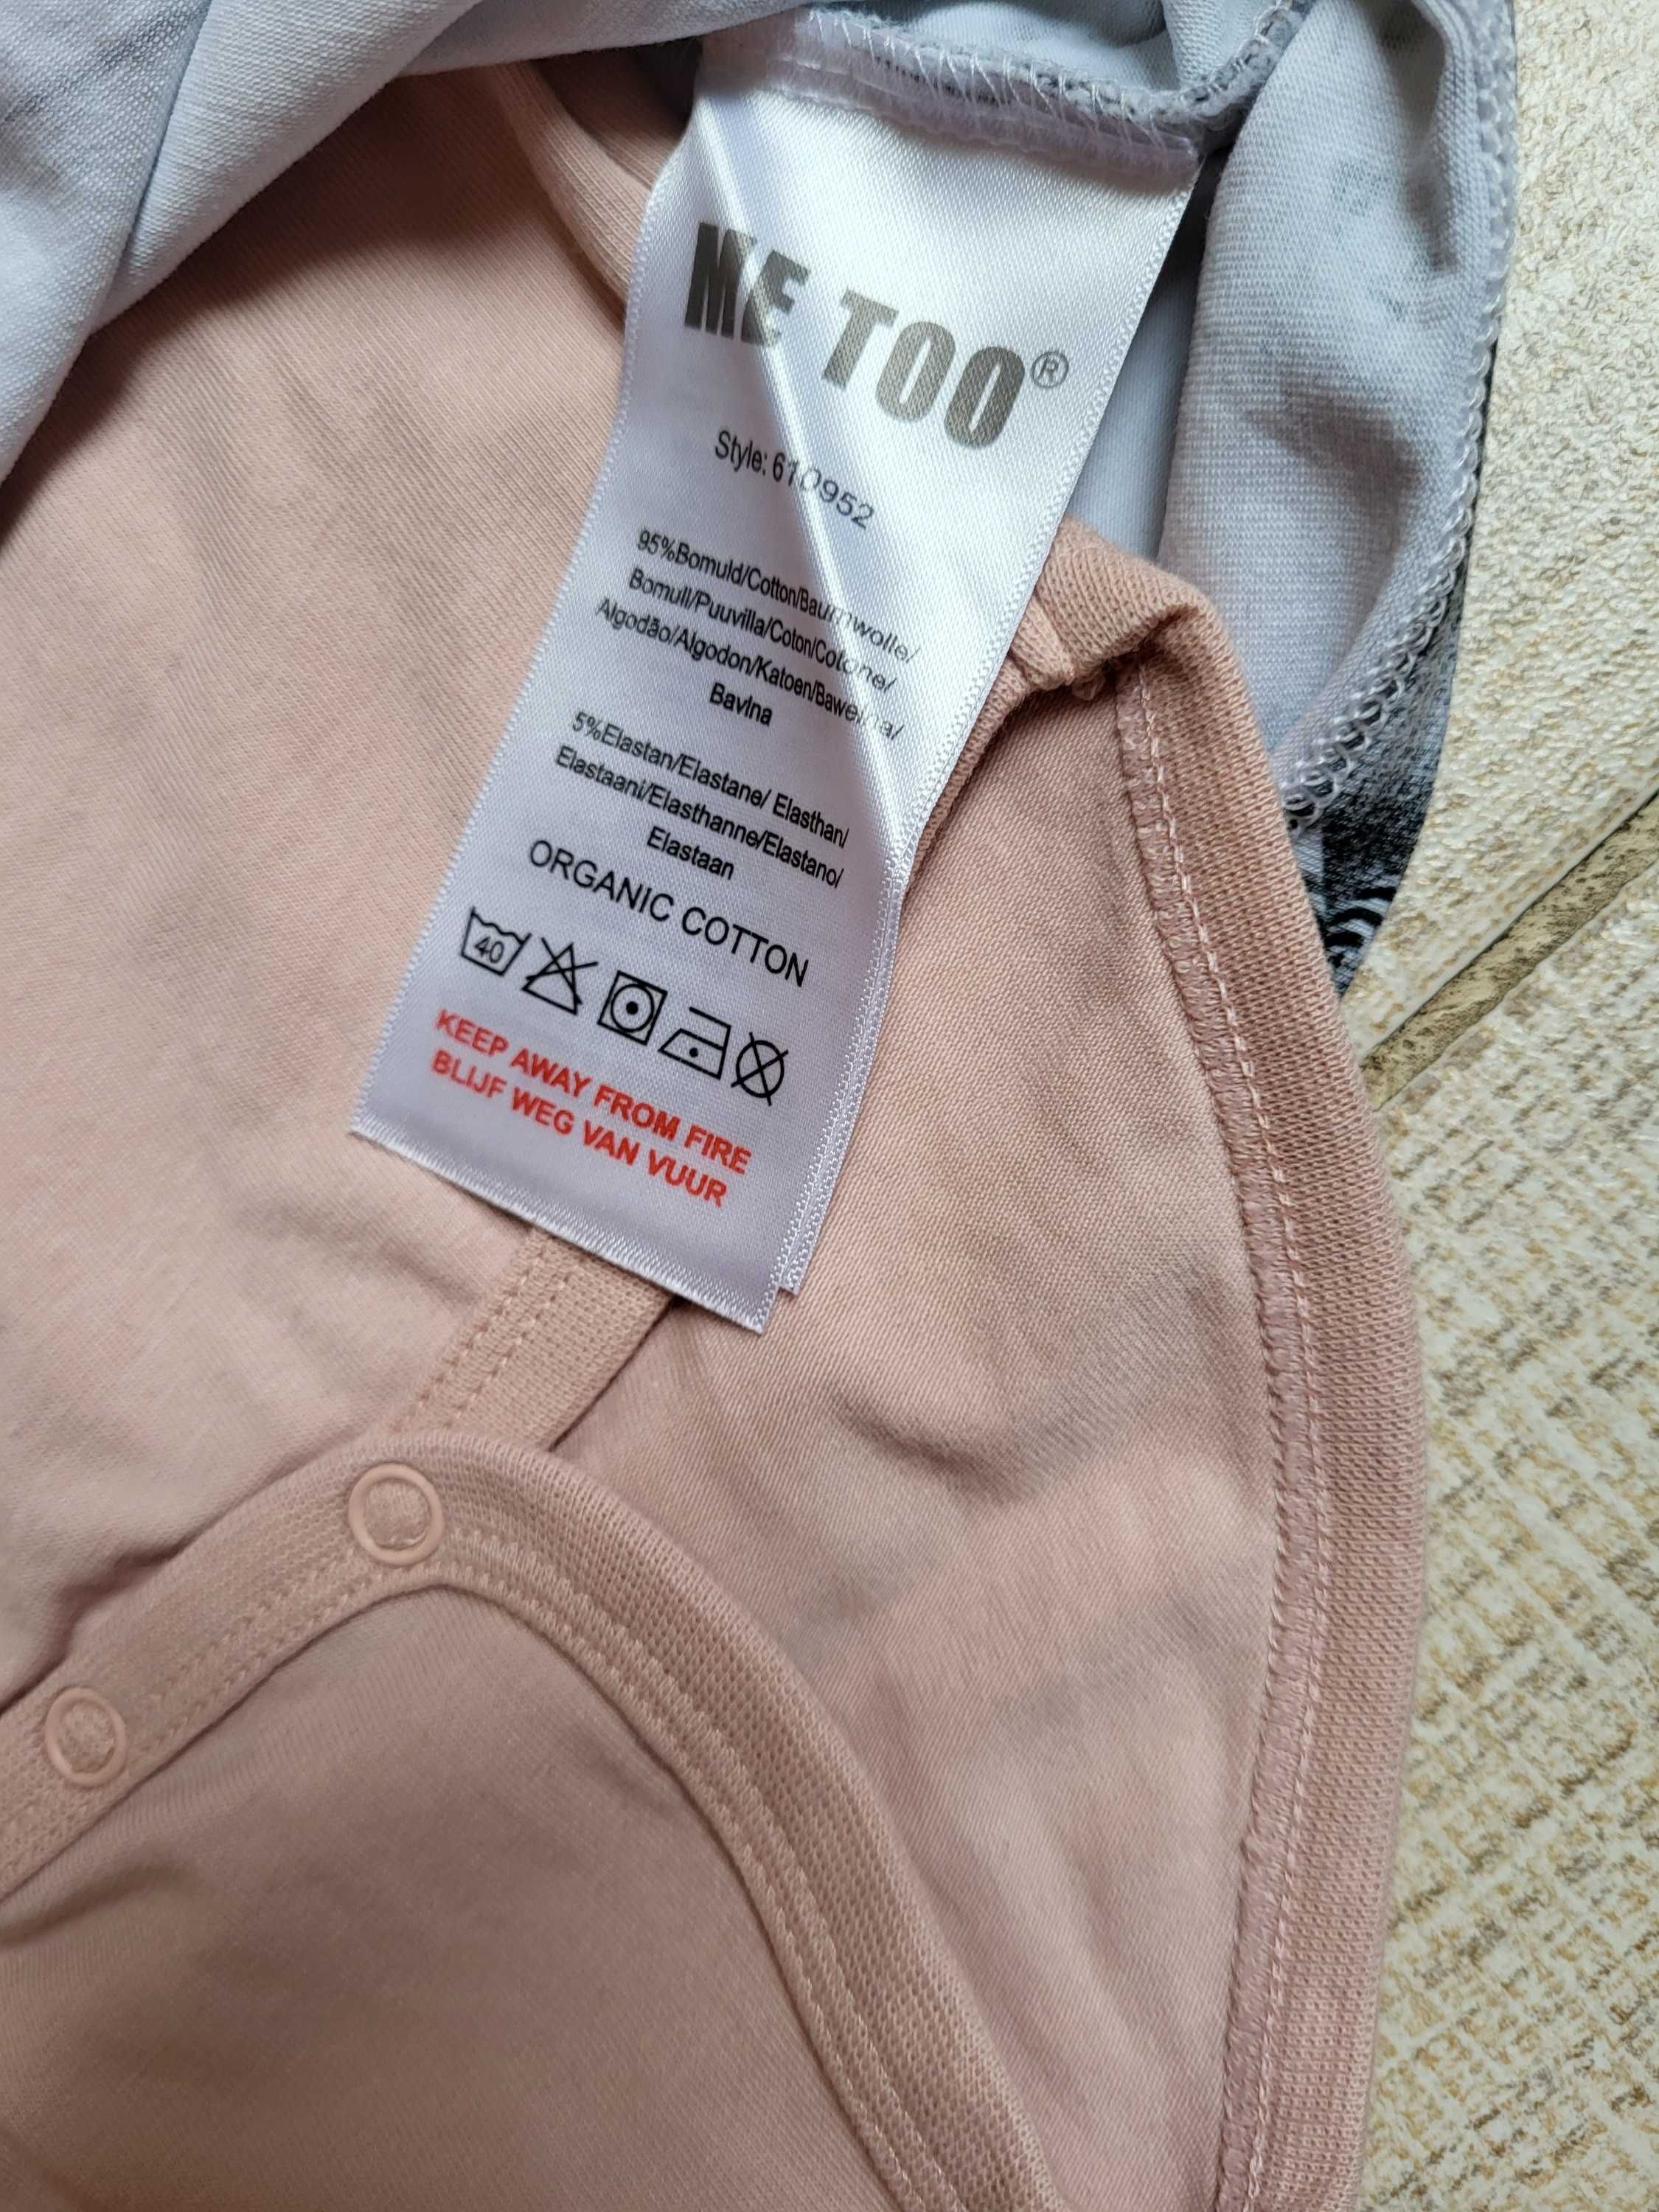 ME TOO®
Style: 610952
95%Bomuld/Cotton/Baumwolle/
Bomull/Puuvilla/Coton/Cotone/
Algodão/Algodon/Katoen/Bawełna/
Bavlna
5%Elastan/Elastane/ Elasthan/
Elastaani/Elasthanne/Elastano/
Elastaan
ORGANIC COTTON
40
KEEP AWAY FROM FIRE
BLIJF WEG VAN VUUR